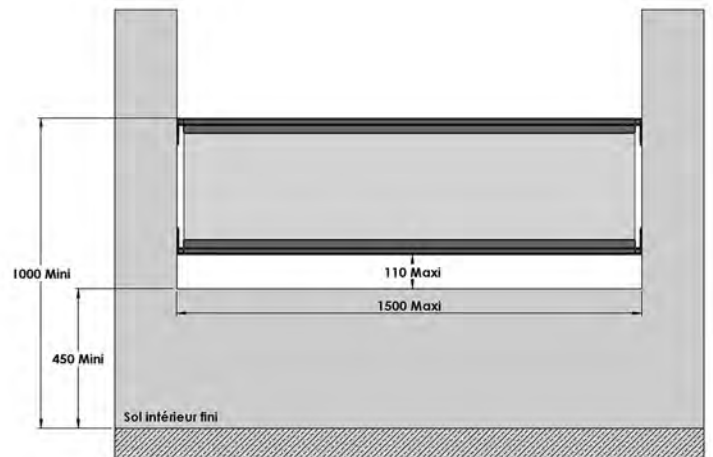 1000 Mini
110 Maxi
1500 Maxi
450 Mini
Sol intérieur fini